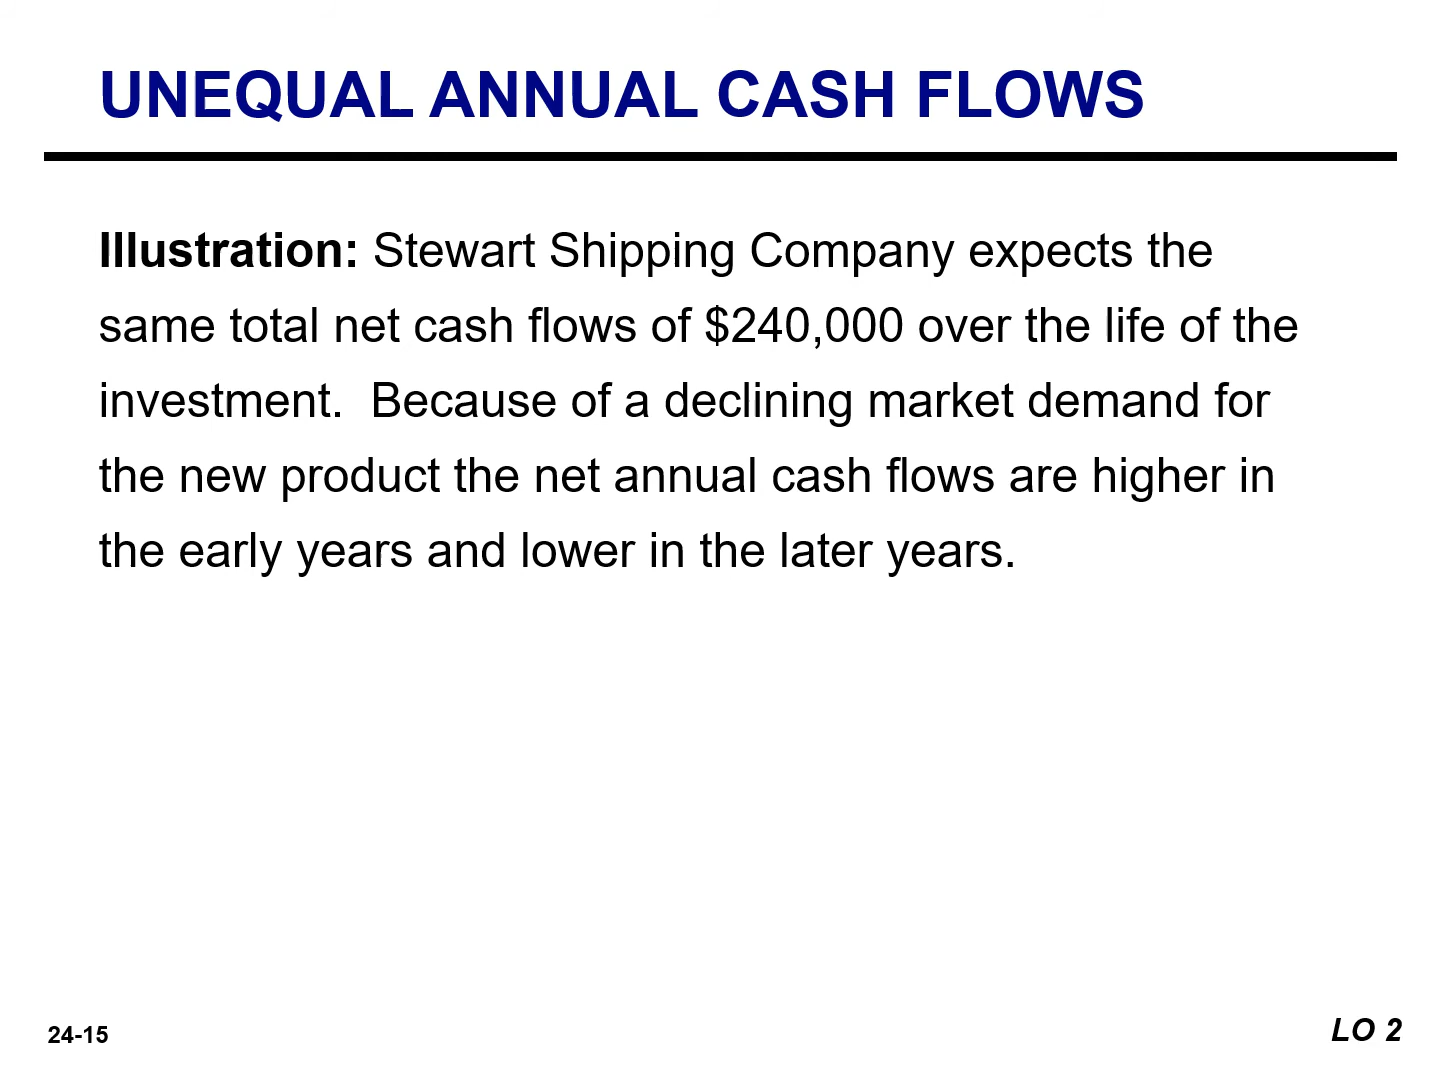 UNEQUAL ANNUAL CASH FLOWS
Illustration: Stewart Shipping Company expects the
same total net cash flows of $240,000 over the life of the
investment.  Because of a declining market demand for
the new product the net annual cash flows are higher in
the early years and lower in the later years.
24-15
LO 2